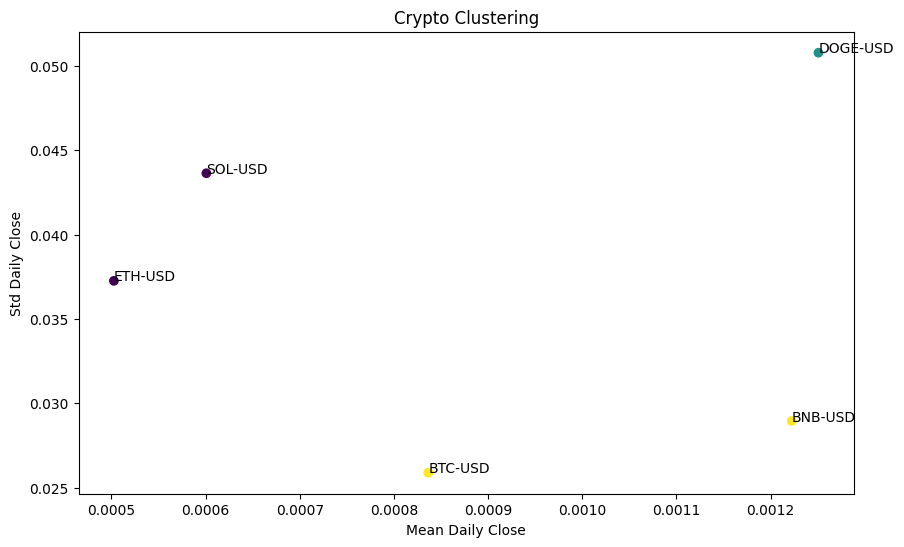 Crypto Clustering
DOGE-USD
0.050
0.045
SOL-USD
0.040
ETH-USD
0.035
0.030
BNB-USD
BTC-USD
0.025
Std Daily Close
0.0005 0.0006 0.0007 0.0008 0.0009 0.0010 0.0011 0.0012
Mean Daily Close